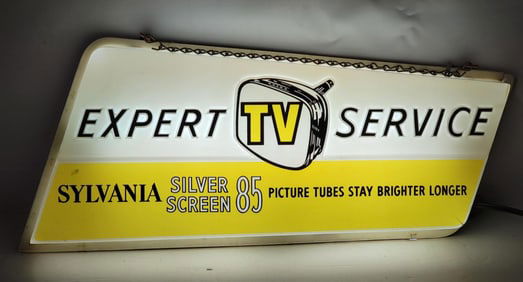 EXPERT TV SERVICE
SYLVANIA SILVER SCREEN 85 PICTURE TUBES STAY BRIGHTER LONGER